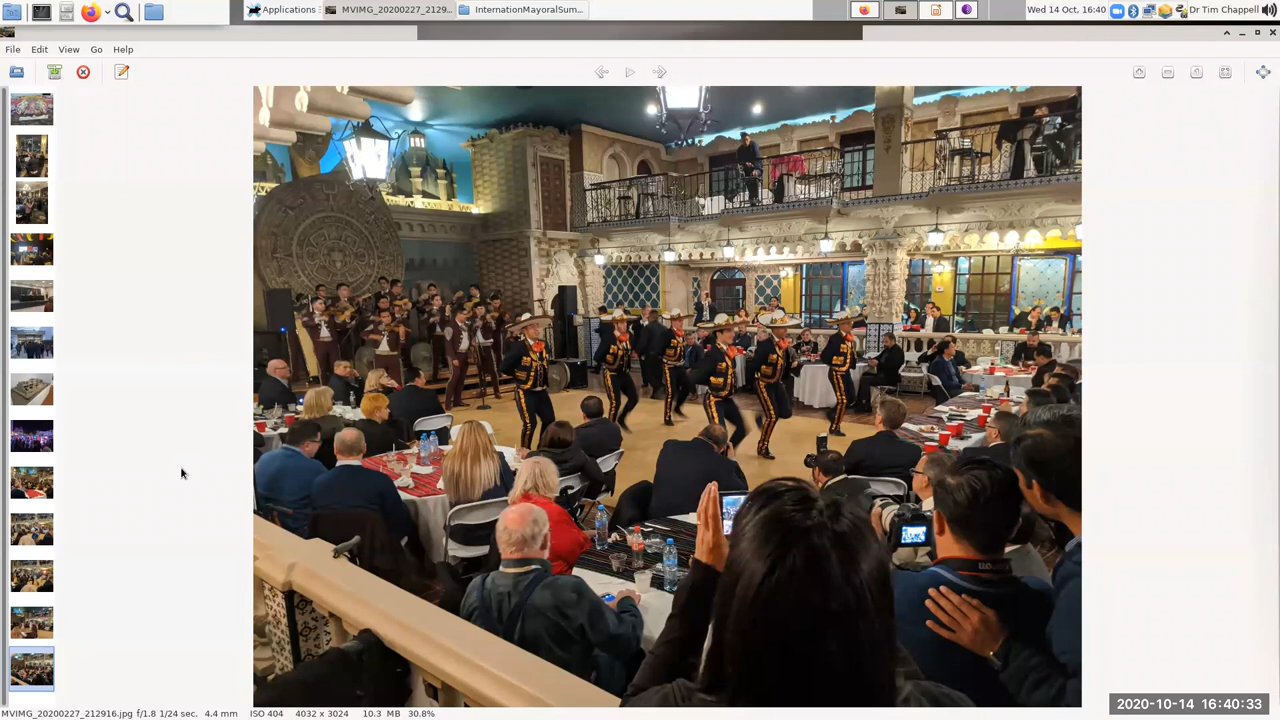 Applications
MVIMG_20200227_2129...
InternationMayoralSum...
Wed 14 Oct, 16:40
Dr Tim Chappell
File Edit View Go Help
MVIMG_20200227_212916.jpg f/1.8 1/24 sec. 4.4 mm ISO 404 4032 x 3024 10.3 MB 30.8%
2020-10-14 16:40:33